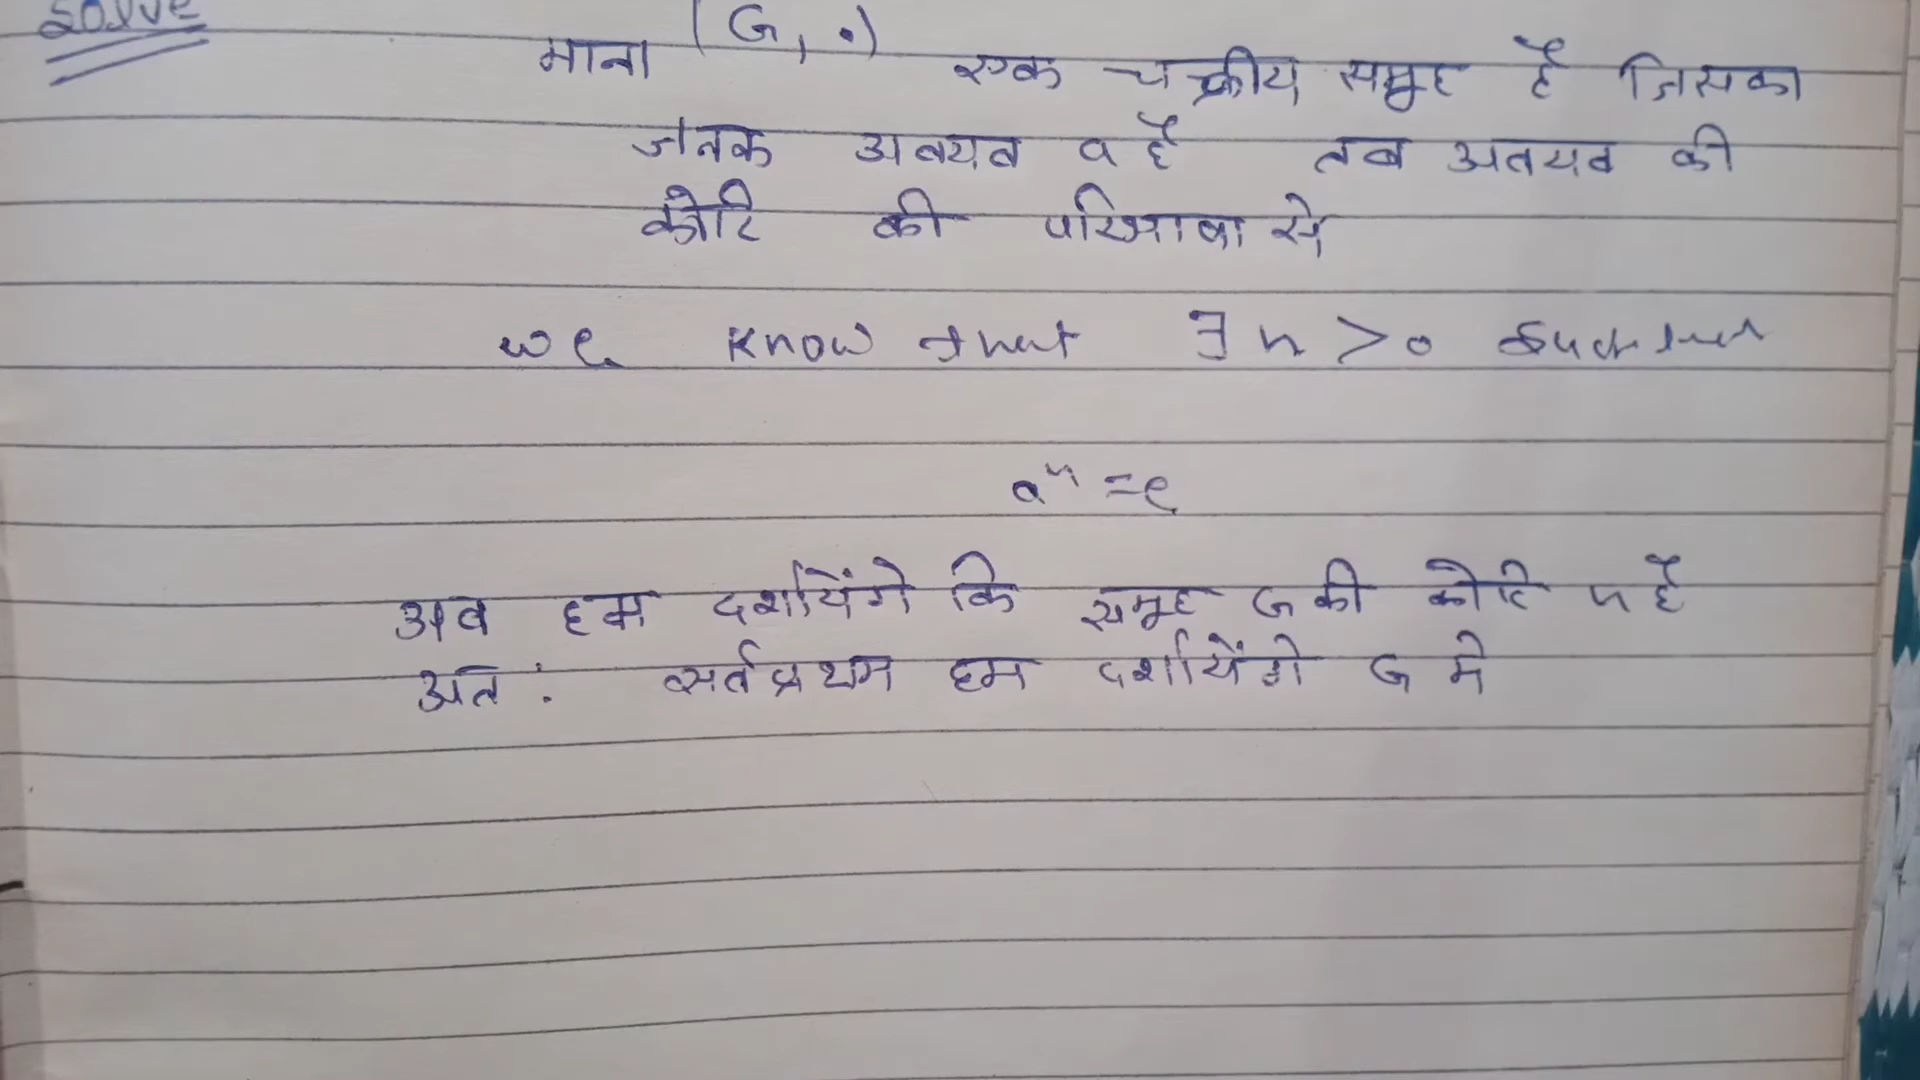 Solve
माना (G, •) एक चक्रीय समूह है जिसका
जनक अवयव a है तब अवयव की
कोटि की परिभाषा से
we know that ∃ n > 0 such that
aⁿ = e
अब हम दर्शायेंगे कि समूह G की कोटि n है
अत: सर्वप्रथम हम दर्शायेंगे G मे